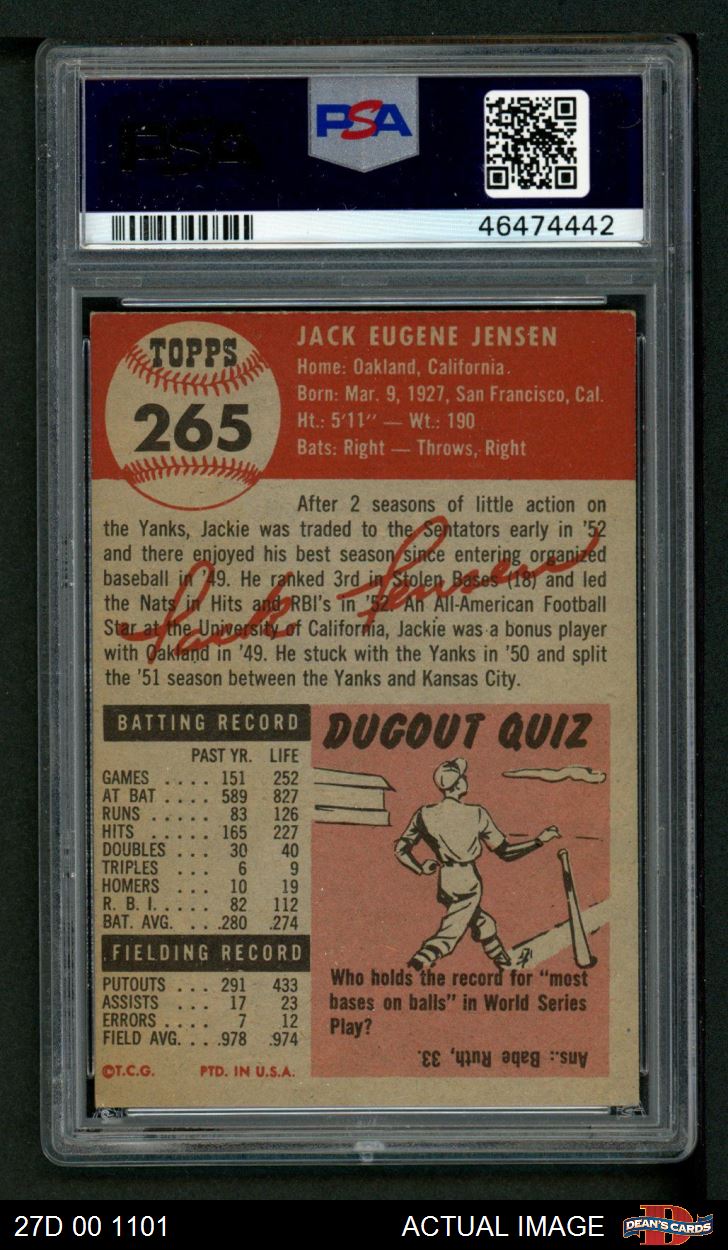 PSA
PSA
46474442
TOPPS
265
JACK EUGENE JENSEN
Home: Oakland, California.
Born: Mar. 9, 1927, San Francisco, Cal.
Ht.: 5'11" — Wt.: 190
Bats: Right — Throws, Right
After 2 seasons of little action on
the Yanks, Jackie was traded to the Sentators early in '52
and there enjoyed his best season since entering organized
baseball in '49. He ranked 3rd in Stolen Bases (18) and led
the Nats in Hits and RBI's in '52. An All-American Football
Star at the University of California, Jackie was a bonus player
with Oakland in '49. He stuck with the Yanks in '50 and split
the '51 season between the Yanks and Kansas City.
Jack Jensen
BATTING RECORD
PAST YR. LIFE
GAMES .... 151 252
AT BAT .... 589 827
RUNS ..... 83 126
HITS ..... 165 227
DOUBLES ... 30 40
TRIPLES ... 6 9
HOMERS ... 10 19
R. B. I. .... 82 112
BAT. AVG. ... .280 .274
FIELDING RECORD
PUTOUTS ... 291 433
ASSISTS ... 17 23
ERRORS .... 7 12
FIELD AVG. ... .978 .974
©T.C.G. PTD. IN U.S.A.
DUGOUT QUIZ
Who holds the record for "most
bases on balls" in World Series
Play?
Ans.: Babe Ruth, 33.
27D 00 1101
ACTUAL IMAGE
D
DEAN'S CARDS